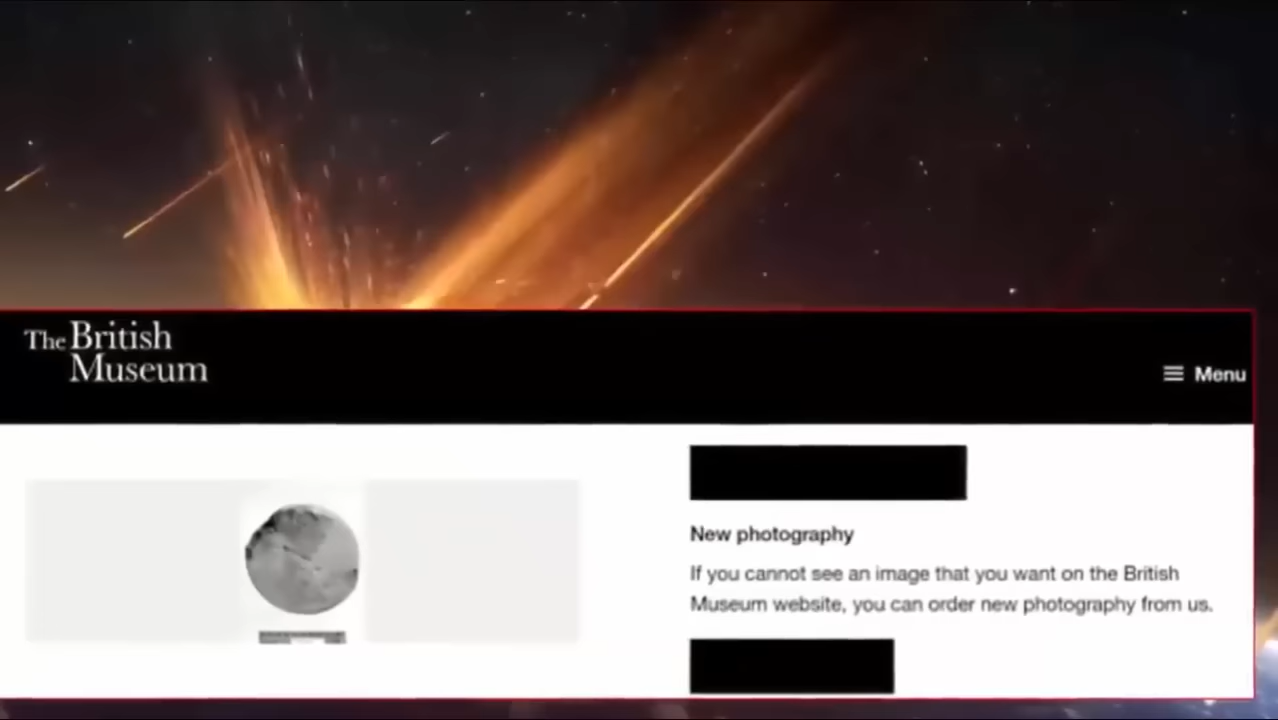 The British
Museum
Menu
New photography
If you cannot see an image that you want on the British
Museum website, you can order new photography from us.